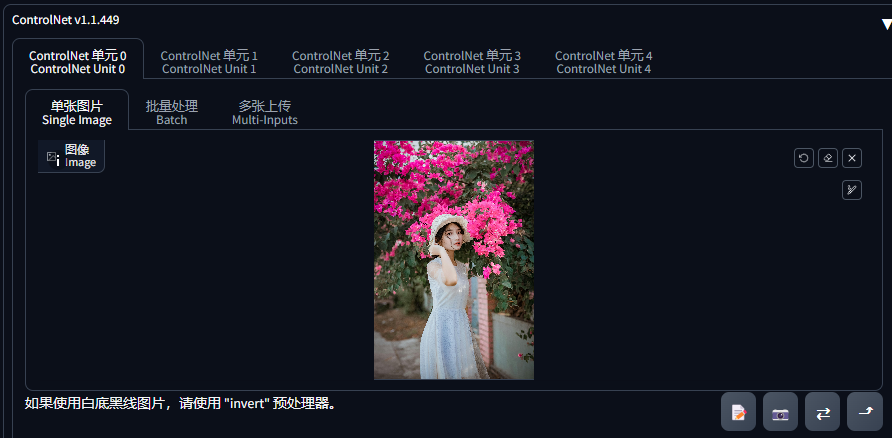 ControlNet v1.1.449
ControlNet 单元 0
ControlNet Unit 0
ControlNet 单元 1
ControlNet Unit 1
ControlNet 单元 2
ControlNet Unit 2
ControlNet 单元 3
ControlNet Unit 3
ControlNet 单元 4
ControlNet Unit 4
单张图片
Single Image
批量处理
Batch
多张上传
Multi-Inputs
图像
Image
如果使用白底黑线图片，请使用 "invert" 预处理器。